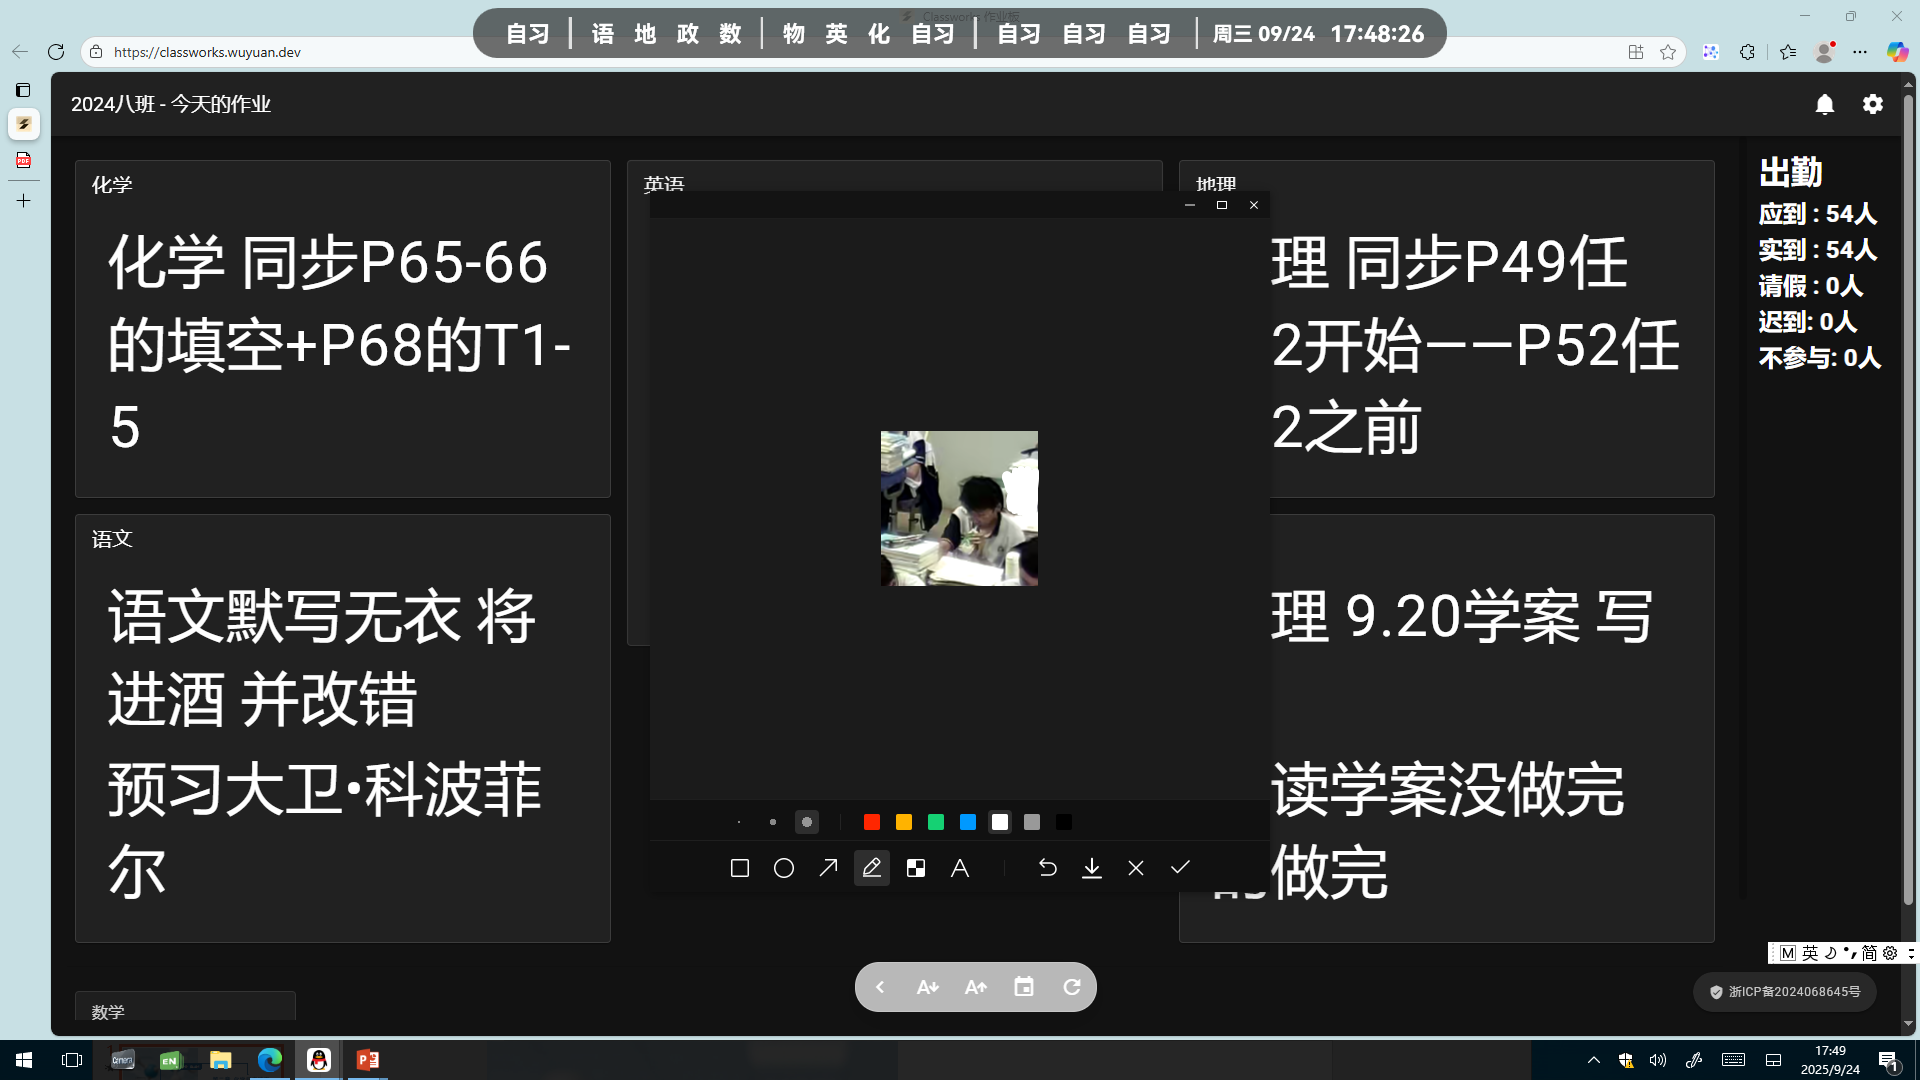 Classworks 作业板
自习 | 语 地 政 数 | 物 英 化 自习 | 自习 自习 自习 | 周三 09/24 17:48:26
https://classworks.wuyuan.dev
2024八班 - 今天的作业
化学
化学 同步P65-66
的填空+P68的T1-
5
语文
语文默写无衣 将
进酒 并改错
预习大卫•科波菲
尔
数学
英语
地理
理 同步P49任
2开始——P52任
2之前
理 9.20学案 写
读学案没做完
的做完
出勤
应到 : 54人
实到 : 54人
请假 : 0人
迟到: 0人
不参与: 0人
M 英 简
浙ICP备2024068645号
17:49
2025/9/24
1